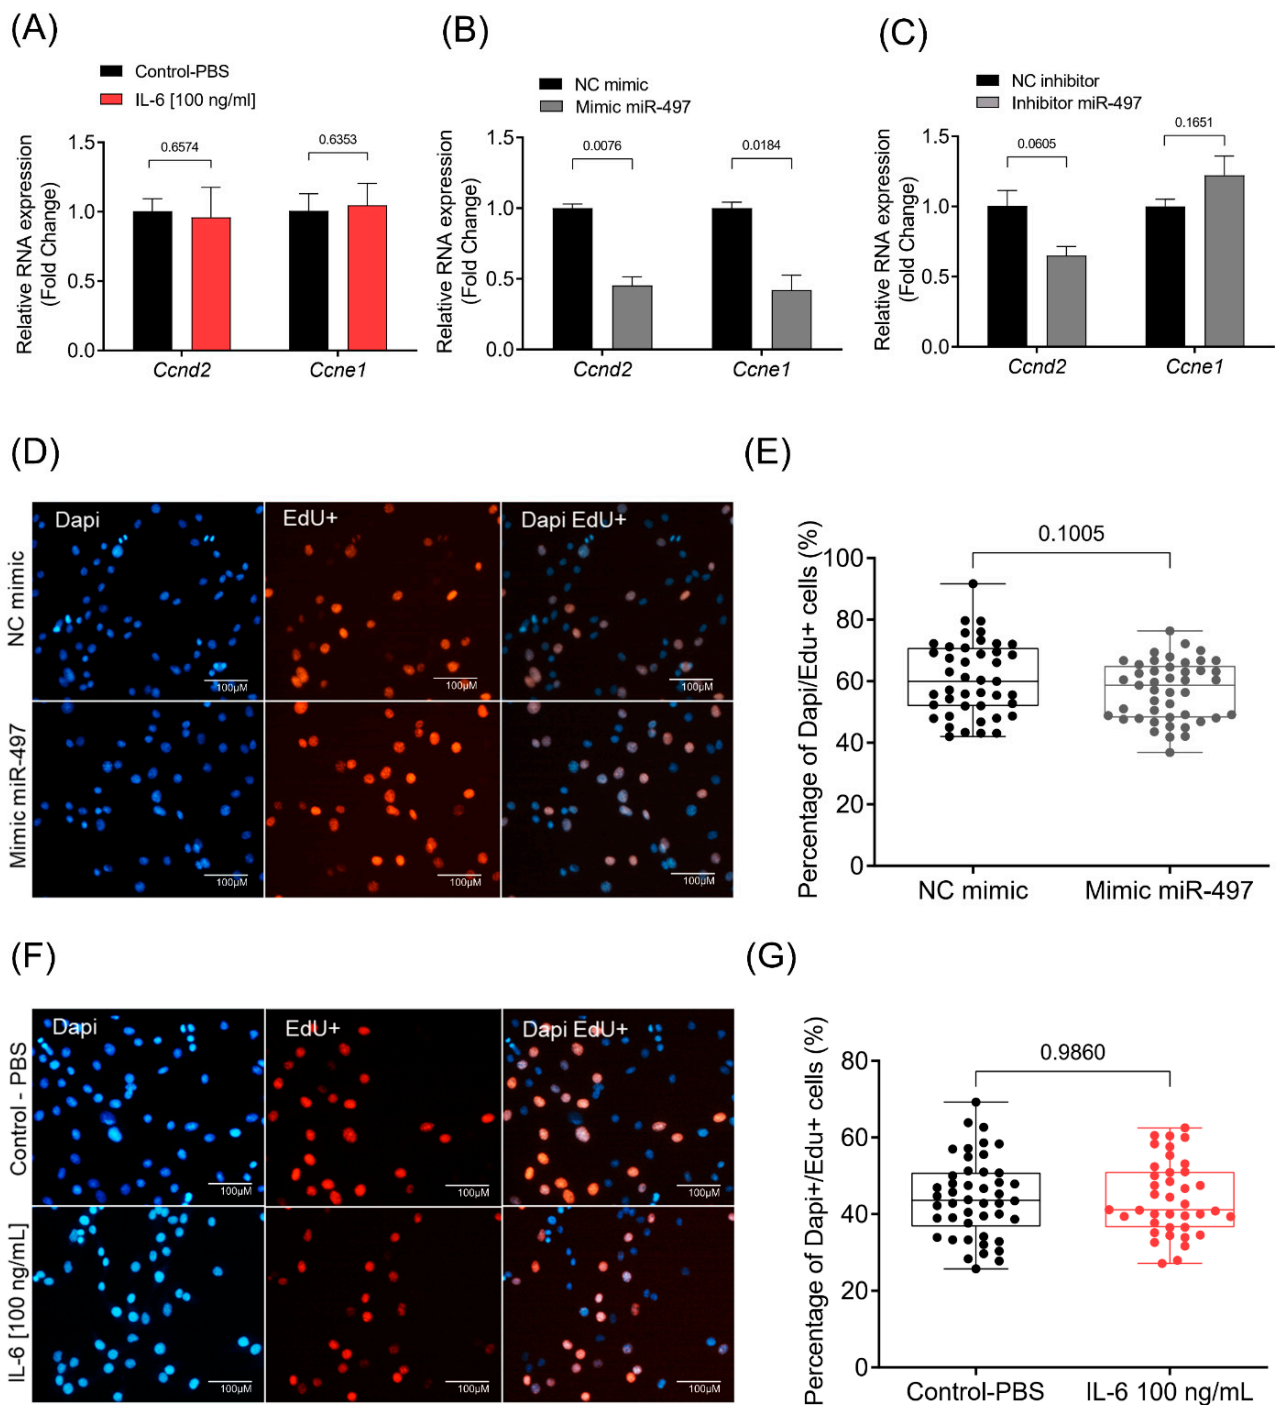 (A)
Control-PBS
IL-6 [100 ng/ml]
Relative RNA expression
(Fold Change)
1.5
1.0
0.5
0.0
0.6574
0.6353
Ccnd2
Ccne1
(B)
NC mimic
Mimic miR-497
Relative RNA expression
(Fold Change)
1.5
1.0
0.5
0.0
0.0076
0.0184
Ccnd2
Ccne1
(C)
NC inhibitor
Inhibitor miR-497
Relative RNA expression
(Fold Change)
1.5
1.0
0.5
0.0
0.0605
0.1651
Ccnd2
Ccne1
(D)
Dapi
EdU+
Dapi EdU+
NC mimic
100μM
100μM
100μM
Mimic miR-497
100μM
100μM
100μM
(E)
Percentage of Dapi/Edu+ cells (%)
100
80
60
40
20
0
0.1005
NC mimic
Mimic miR-497
(F)
Dapi
EdU+
Dapi EdU+
Control - PBS
100μM
100μM
100μM
IL-6 [100 ng/mL]
100μM
100μM
100μM
(G)
Percentage of Dapi+/Edu+ cells (%)
80
60
40
20
0
0.9860
Control-PBS
IL-6 100 ng/mL